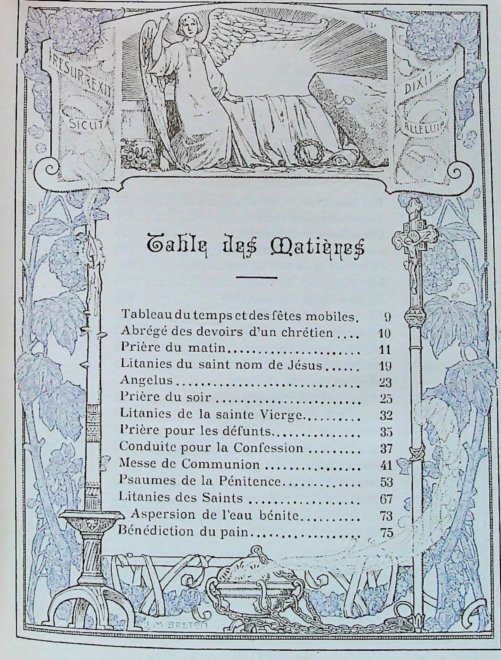 RESURREXIT
SICUT
DIXIT
ALLELUIA
Table des Matières
Tableau du temps et des fêtes mobiles. 9
Abrégé des devoirs d'un chrétien .... 10
Prière du matin.................... 11
Litanies du saint nom de Jésus...... 19
Angelus............................ 23
Prière du soir...................... 25
Litanies de la sainte Vierge......... 32
Prière pour les défunts.............. 35
Conduite pour la Confession ........ 37
Messe de Communion .............. 41
Psaumes de la Pénitence............ 53
Litanies des Saints ................. 67
Aspersion de l'eau bénite.......... 73
Bénédiction du pain................. 75
J M BRETON